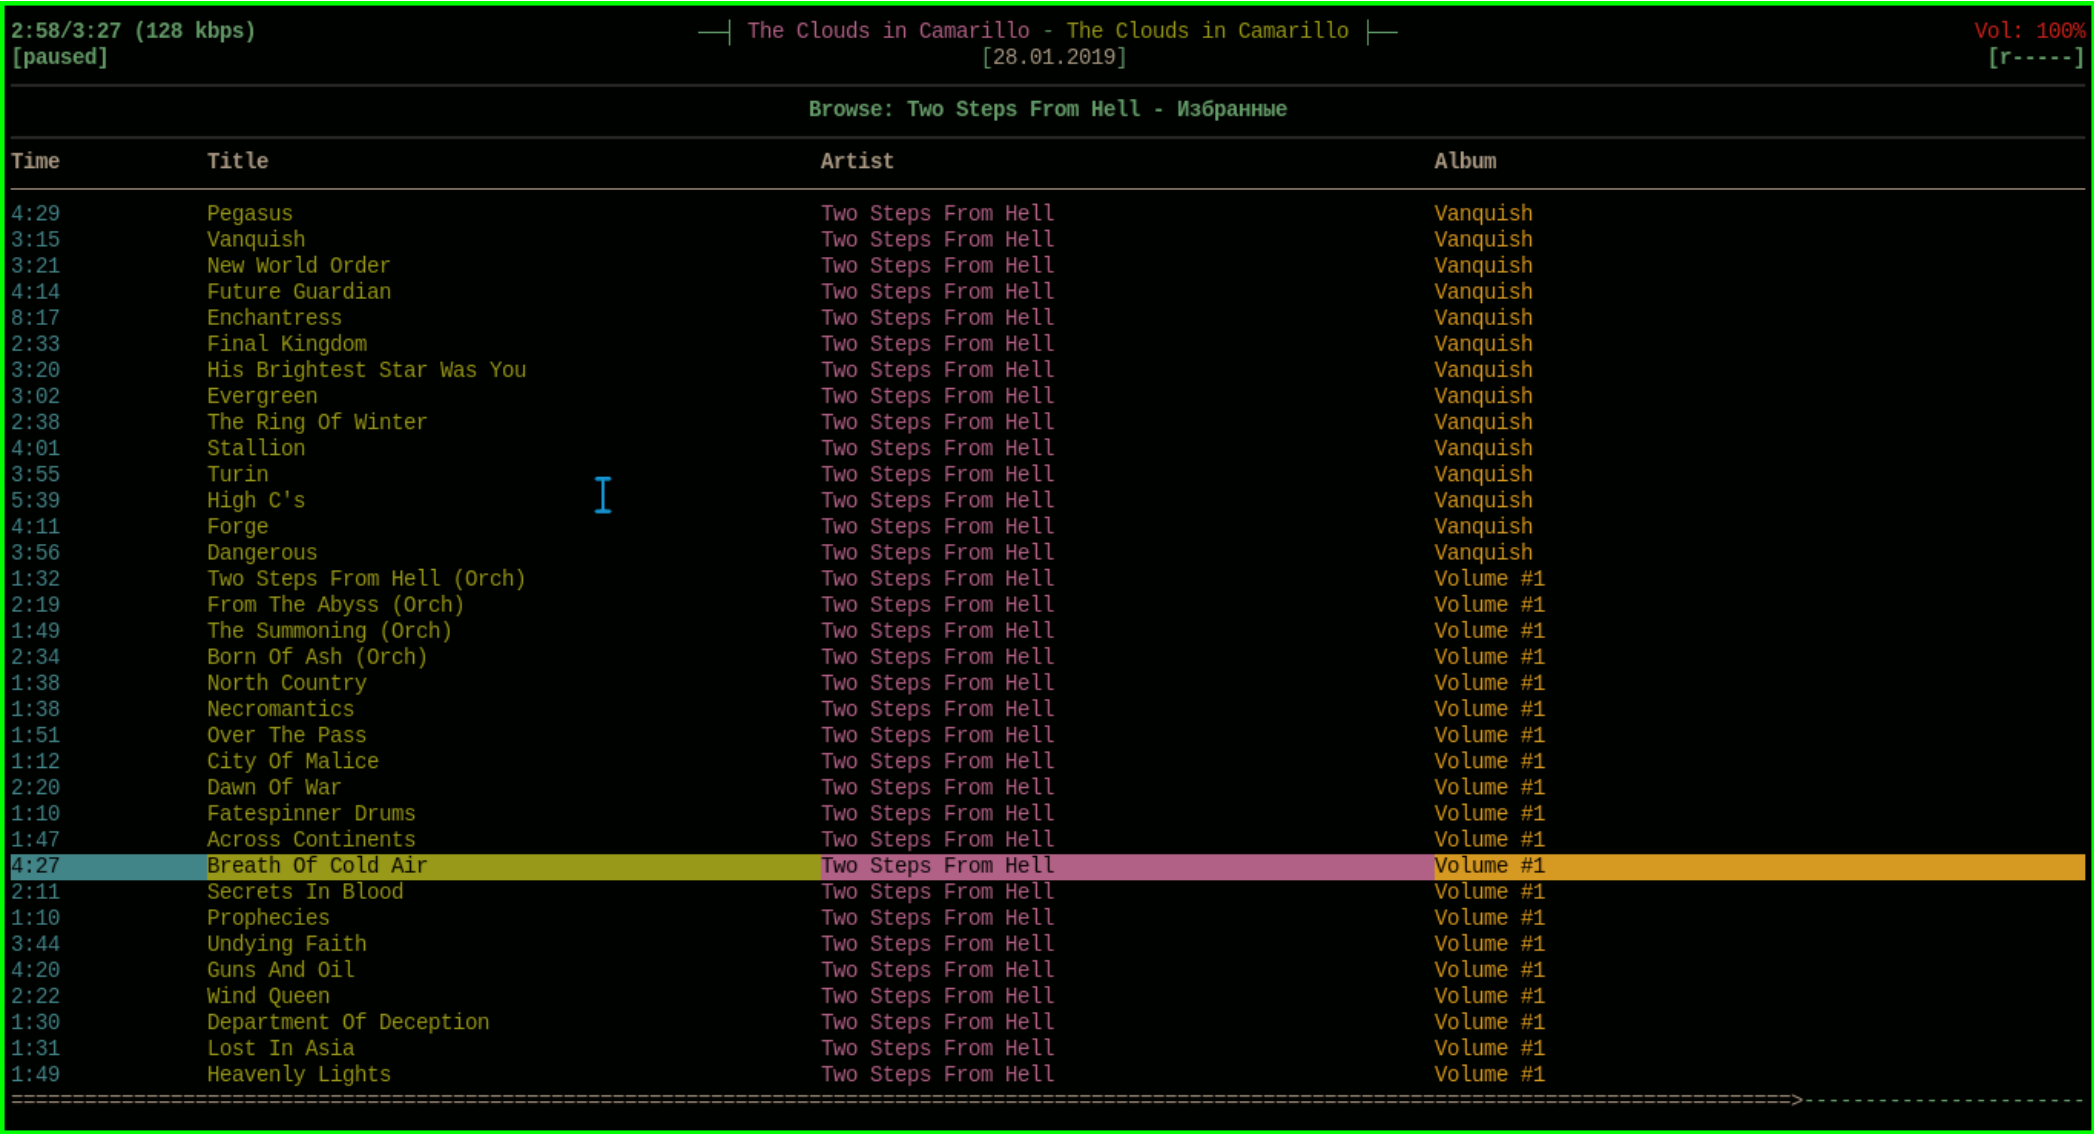 2:58/3:27 (128 kbps) ──┤ The Clouds in Camarillo - The Clouds in Camarillo ├── Vol: 100%
[paused] [28.01.2019] [r-----]
Browse: Two Steps From Hell - Избранные
Time Title Artist Album
4:29 Pegasus Two Steps From Hell Vanquish
3:15 Vanquish Two Steps From Hell Vanquish
3:21 New World Order Two Steps From Hell Vanquish
4:14 Future Guardian Two Steps From Hell Vanquish
8:17 Enchantress Two Steps From Hell Vanquish
2:33 Final Kingdom Two Steps From Hell Vanquish
3:20 His Brightest Star Was You Two Steps From Hell Vanquish
3:02 Evergreen Two Steps From Hell Vanquish
2:38 The Ring Of Winter Two Steps From Hell Vanquish
4:01 Stallion Two Steps From Hell Vanquish
3:55 Turin Two Steps From Hell Vanquish
5:39 High C's Two Steps From Hell Vanquish
4:11 Forge Two Steps From Hell Vanquish
3:56 Dangerous Two Steps From Hell Vanquish
1:32 Two Steps From Hell (Orch) Two Steps From Hell Volume #1
2:19 From The Abyss (Orch) Two Steps From Hell Volume #1
1:49 The Summoning (Orch) Two Steps From Hell Volume #1
2:34 Born Of Ash (Orch) Two Steps From Hell Volume #1
1:38 North Country Two Steps From Hell Volume #1
1:38 Necromantics Two Steps From Hell Volume #1
1:51 Over The Pass Two Steps From Hell Volume #1
1:12 City Of Malice Two Steps From Hell Volume #1
2:20 Dawn Of War Two Steps From Hell Volume #1
1:10 Fatespinner Drums Two Steps From Hell Volume #1
1:47 Across Continents Two Steps From Hell Volume #1
4:27 Breath Of Cold Air Two Steps From Hell Volume #1
2:11 Secrets In Blood Two Steps From Hell Volume #1
1:10 Prophecies Two Steps From Hell Volume #1
3:44 Undying Faith Two Steps From Hell Volume #1
4:20 Guns And Oil Two Steps From Hell Volume #1
2:22 Wind Queen Two Steps From Hell Volume #1
1:30 Department Of Deception Two Steps From Hell Volume #1
1:31 Lost In Asia Two Steps From Hell Volume #1
1:49 Heavenly Lights Two Steps From Hell Volume #1